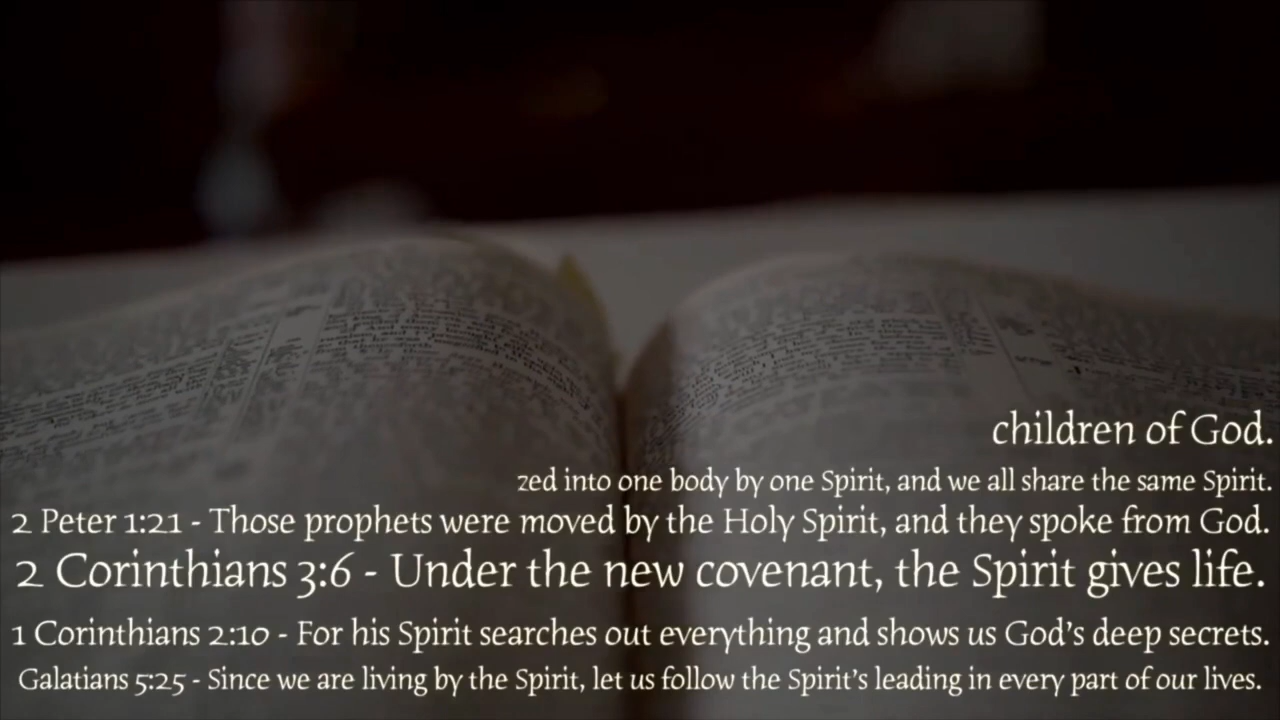 children of God.
zed into one body by one Spirit, and we all share the same Spirit.
2 Peter 1:21 - Those prophets were moved by the Holy Spirit, and they spoke from God.
2 Corinthians 3:6 - Under the new covenant, the Spirit gives life.
1 Corinthians 2:10 - For his Spirit searches out everything and shows us God's deep secrets.
Galatians 5:25 - Since we are living by the Spirit, let us follow the Spirit's leading in every part of our lives.